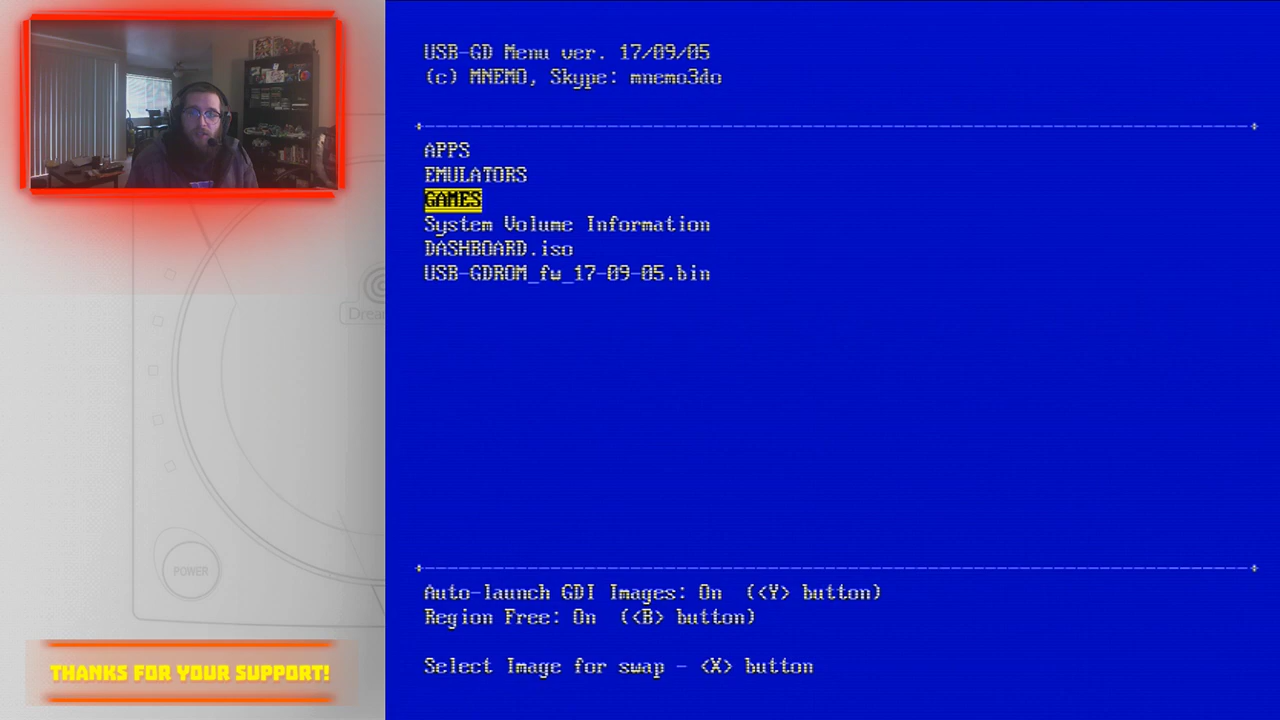 USB-GD Menu ver. 17/09/05
(c) MNEMO, Skype: mnemo3do
APPS
EMULATORS
GAMES
System Volume Information
DASHBOARD.iso
USB-GDROM_fw_17-09-05.bin
Auto-launch GDI Images: On (<Y> button)
Region Free: On (<B> button)
Select Image for swap - <X> button
Dream
POWER
THANKS FOR YOUR SUPPORT!